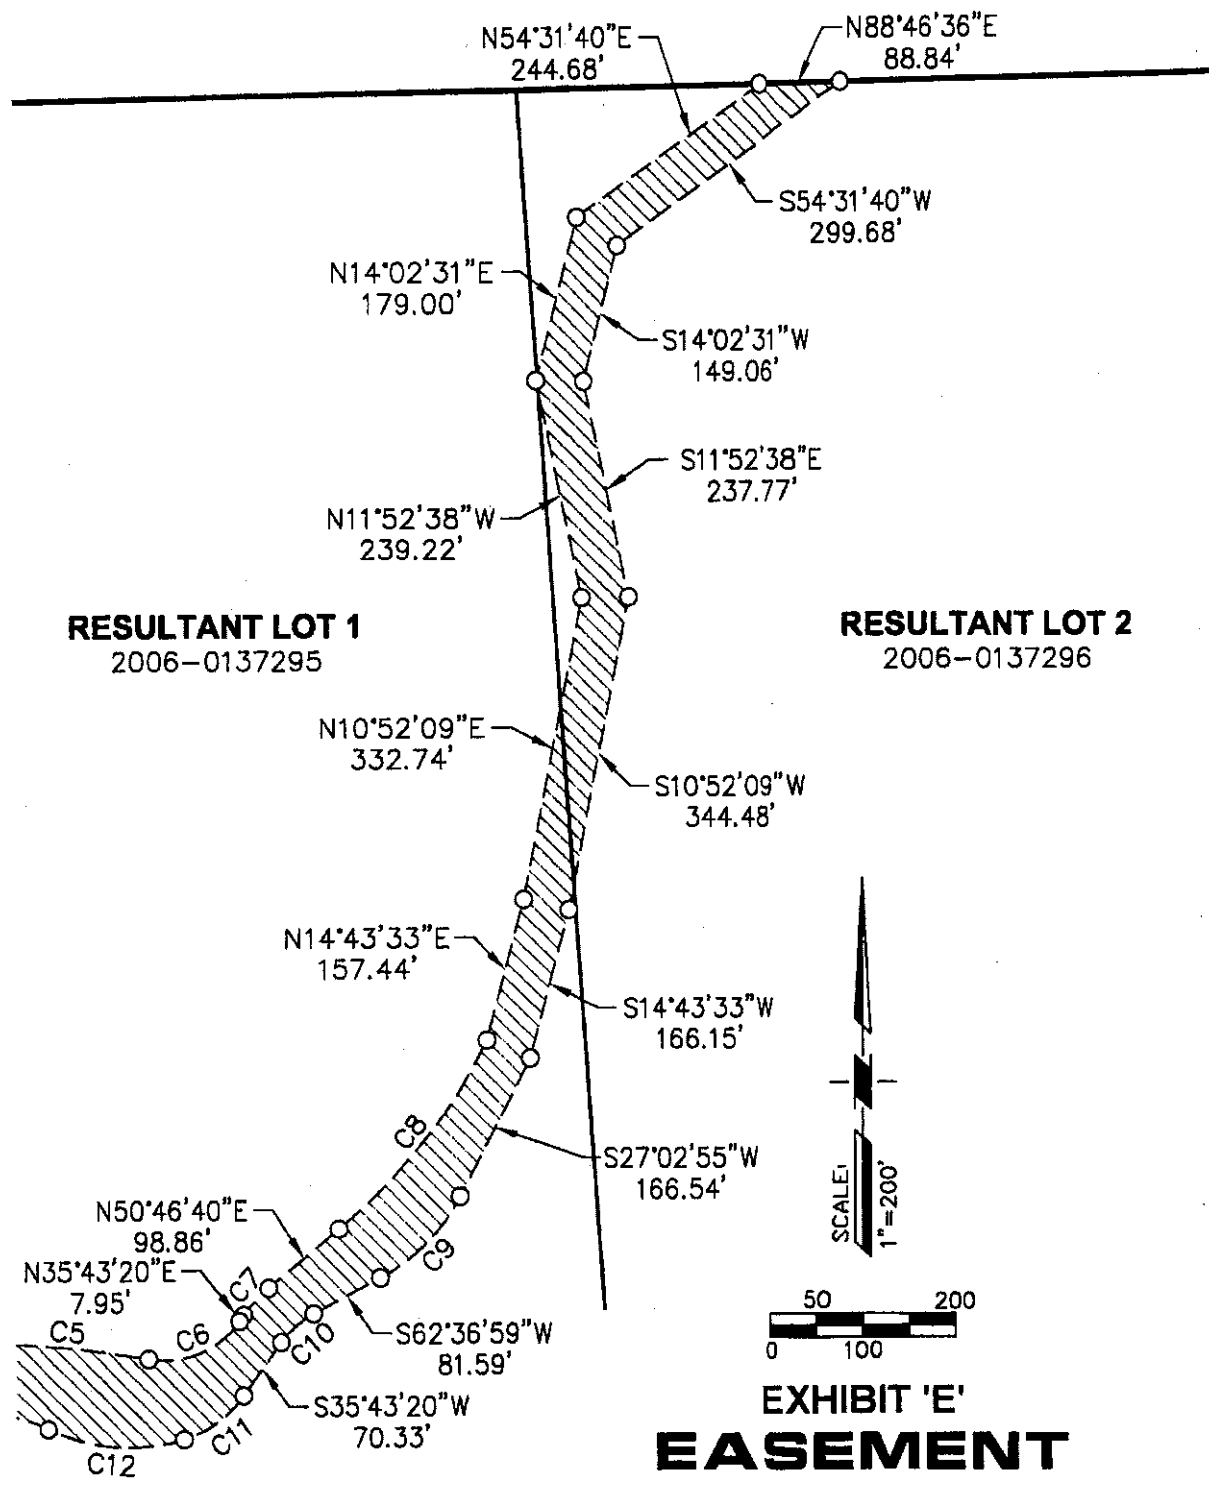 N54°31'40"E
244.68'
N88°46'36"E
88.84'
S54°31'40"W
299.68'
N14°02'31"E
179.00'
S14°02'31"W
149.06'
S11°52'38"E
237.77'
N11°52'38"W
239.22'
RESULTANT LOT 1
2006-0137295
RESULTANT LOT 2
2006-0137296
N10°52'09"E
332.74'
S10°52'09"W
344.48'
N14°43'33"E
157.44'
S14°43'33"W
166.15'
C8
S27°02'55"W
166.54'
SCALE:
1"=200'
N50°46'40"E
98.86'
N35°43'20"E
7.95'
C7
C9
C5
C6
C10
S62°36'59"W
81.59'
50
200
0
100
S35°43'20"W
70.33'
C11
C12
EXHIBIT 'E'
EASEMENT